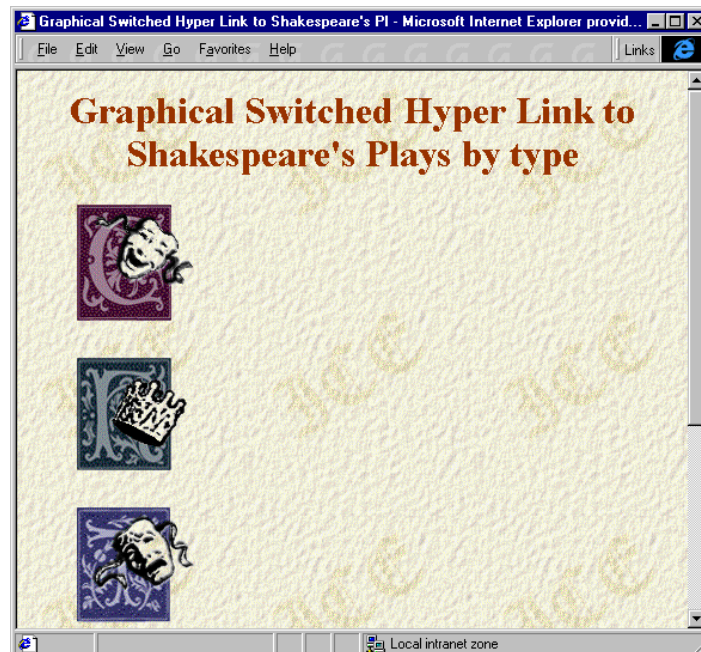 Graphical Switched Hyper Link to Shakespeare's Pl - Microsoft Internet Explorer provid...
File Edit View Go Favorites Help Links
Graphical Switched Hyper Link to
Shakespeare's Plays by type
C
Local intranet zone